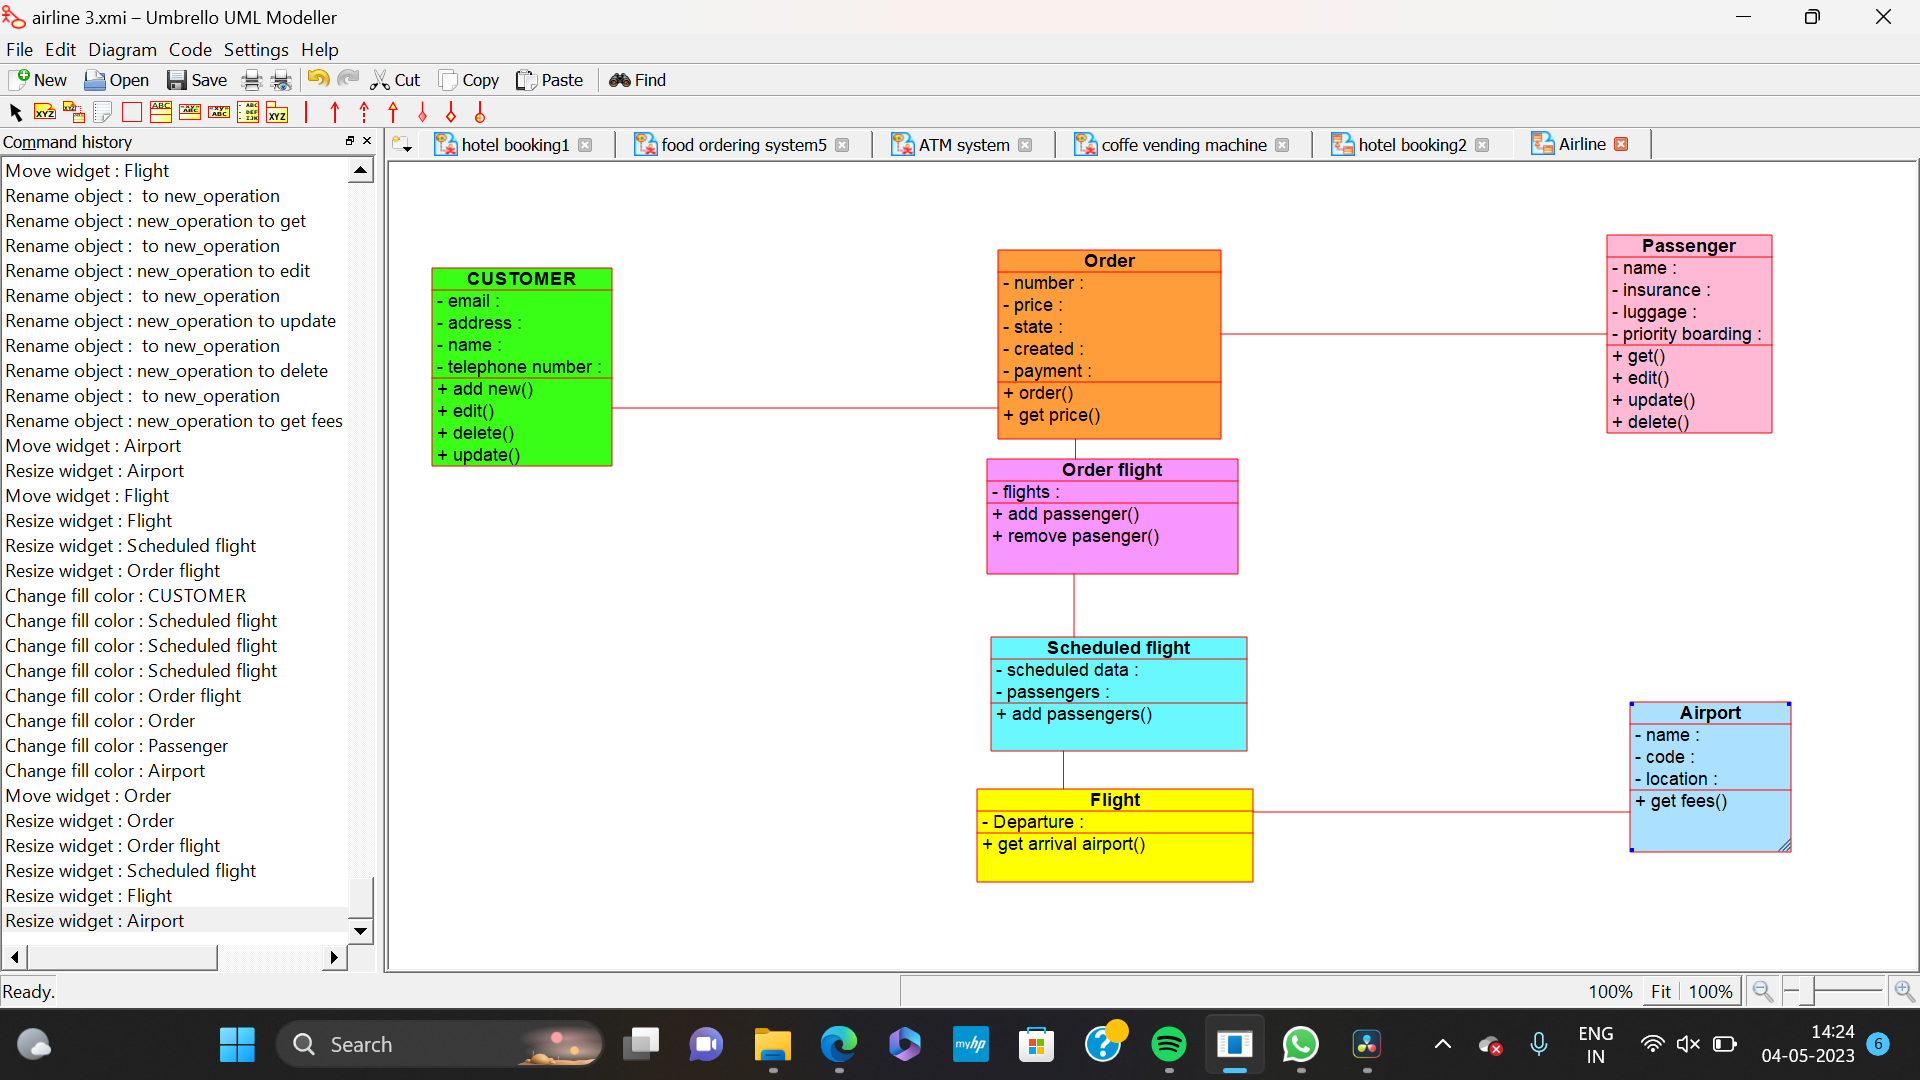 airline 3.xmi – Umbrello UML Modeller
File Edit Diagram Code Settings Help
New Open Save Cut Copy Paste Find
Command history
hotel booking1 food ordering system5 ATM system coffe vending machine hotel booking2 Airline
Move widget : Flight
Rename object :  to new_operation
Rename object : new_operation to get
Rename object :  to new_operation
Rename object : new_operation to edit
Rename object :  to new_operation
Rename object : new_operation to update
Rename object :  to new_operation
Rename object : new_operation to delete
Rename object :  to new_operation
Rename object : new_operation to get fees
Move widget : Airport
Resize widget : Airport
Move widget : Flight
Resize widget : Flight
Resize widget : Scheduled flight
Resize widget : Order flight
Change fill color : CUSTOMER
Change fill color : Scheduled flight
Change fill color : Scheduled flight
Change fill color : Scheduled flight
Change fill color : Order flight
Change fill color : Order
Change fill color : Passenger
Change fill color : Airport
Move widget : Order
Resize widget : Order
Resize widget : Order flight
Resize widget : Scheduled flight
Resize widget : Flight
Resize widget : Airport
CUSTOMER
- email :
- address :
- name :
- telephone number :
+ add new()
+ edit()
+ delete()
+ update()
Order
- number :
- price :
- state :
- created :
- payment :
+ order()
+ get price()
Passenger
- name :
- insurance :
- luggage :
- priority boarding :
+ get()
+ edit()
+ update()
+ delete()
Order flight
- flights :
+ add passenger()
+ remove pasenger()
Scheduled flight
- scheduled data :
- passengers :
+ add passengers()
Flight
- Departure :
+ get arrival airport()
Airport
- name :
- code :
- location :
+ get fees()
Ready.
100% Fit 100%
Search
myhp
ENG
IN
14:24
04-05-2023
6